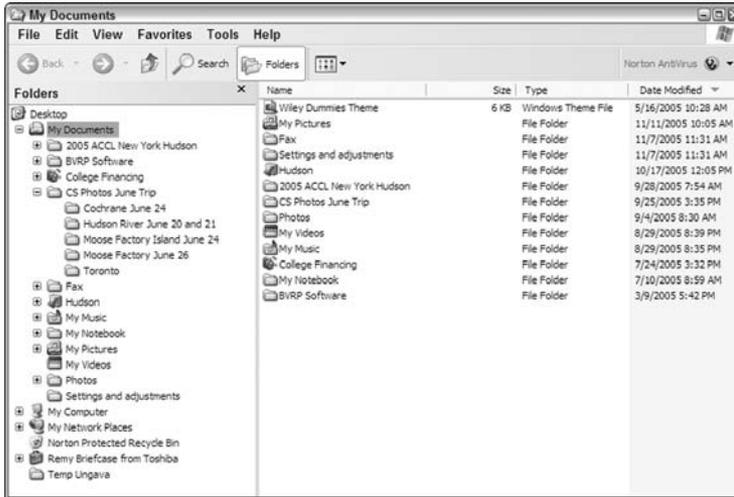 My Documents
File Edit View Favorites Tools Help
Back Search Folders Norton AntiVirus
Folders
Desktop
My Documents
2005 ACCL New York Hudson
BVRP Software
College Financing
CS Photos June Trip
Cochrane June 24
Hudson River June 20 and 21
Moose Factory Island June 24
Moose Factory June 26
Toronto
Fax
Hudson
My Music
My Notebook
My Pictures
My Videos
Photos
Settings and adjustments
My Computer
My Network Places
Norton Protected Recycle Bin
Remy Briefcase from Toshiba
Temp Ungava
Name Size Type Date Modified
Wiley Dummies Theme 6 KB Windows Theme File 5/16/2005 10:28 AM
My Pictures File Folder 11/11/2005 10:05 AM
Fax File Folder 11/7/2005 11:31 AM
Settings and adjustments File Folder 11/7/2005 11:31 AM
Hudson File Folder 10/17/2005 12:05 PM
2005 ACCL New York Hudson File Folder 9/28/2005 7:54 AM
CS Photos June Trip File Folder 9/25/2005 3:35 PM
Photos File Folder 9/4/2005 8:30 AM
My Videos File Folder 8/29/2005 8:39 PM
My Music File Folder 8/29/2005 8:35 PM
College Financing File Folder 7/24/2005 3:32 PM
My Notebook File Folder 7/10/2005 8:59 AM
BVRP Software File Folder 3/9/2005 5:42 PM